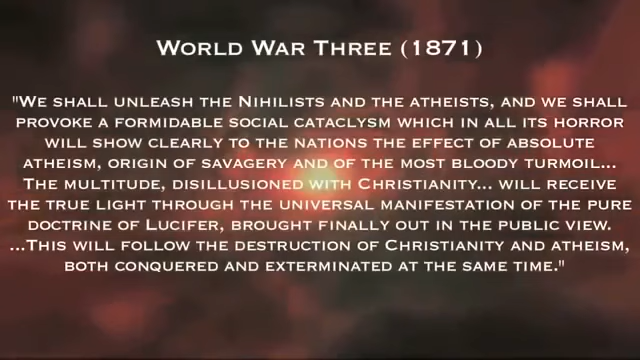 World War Three (1871)
"We shall unleash the Nihilists and the atheists, and we shall
provoke a formidable social cataclysm which in all its horror
will show clearly to the nations the effect of absolute
atheism, origin of savagery and of the most bloody turmoil...
The multitude, disillusioned with Christianity... will receive
the true light through the universal manifestation of the pure
doctrine of Lucifer, brought finally out in the public view.
...This will follow the destruction of Christianity and atheism,
both conquered and exterminated at the same time."